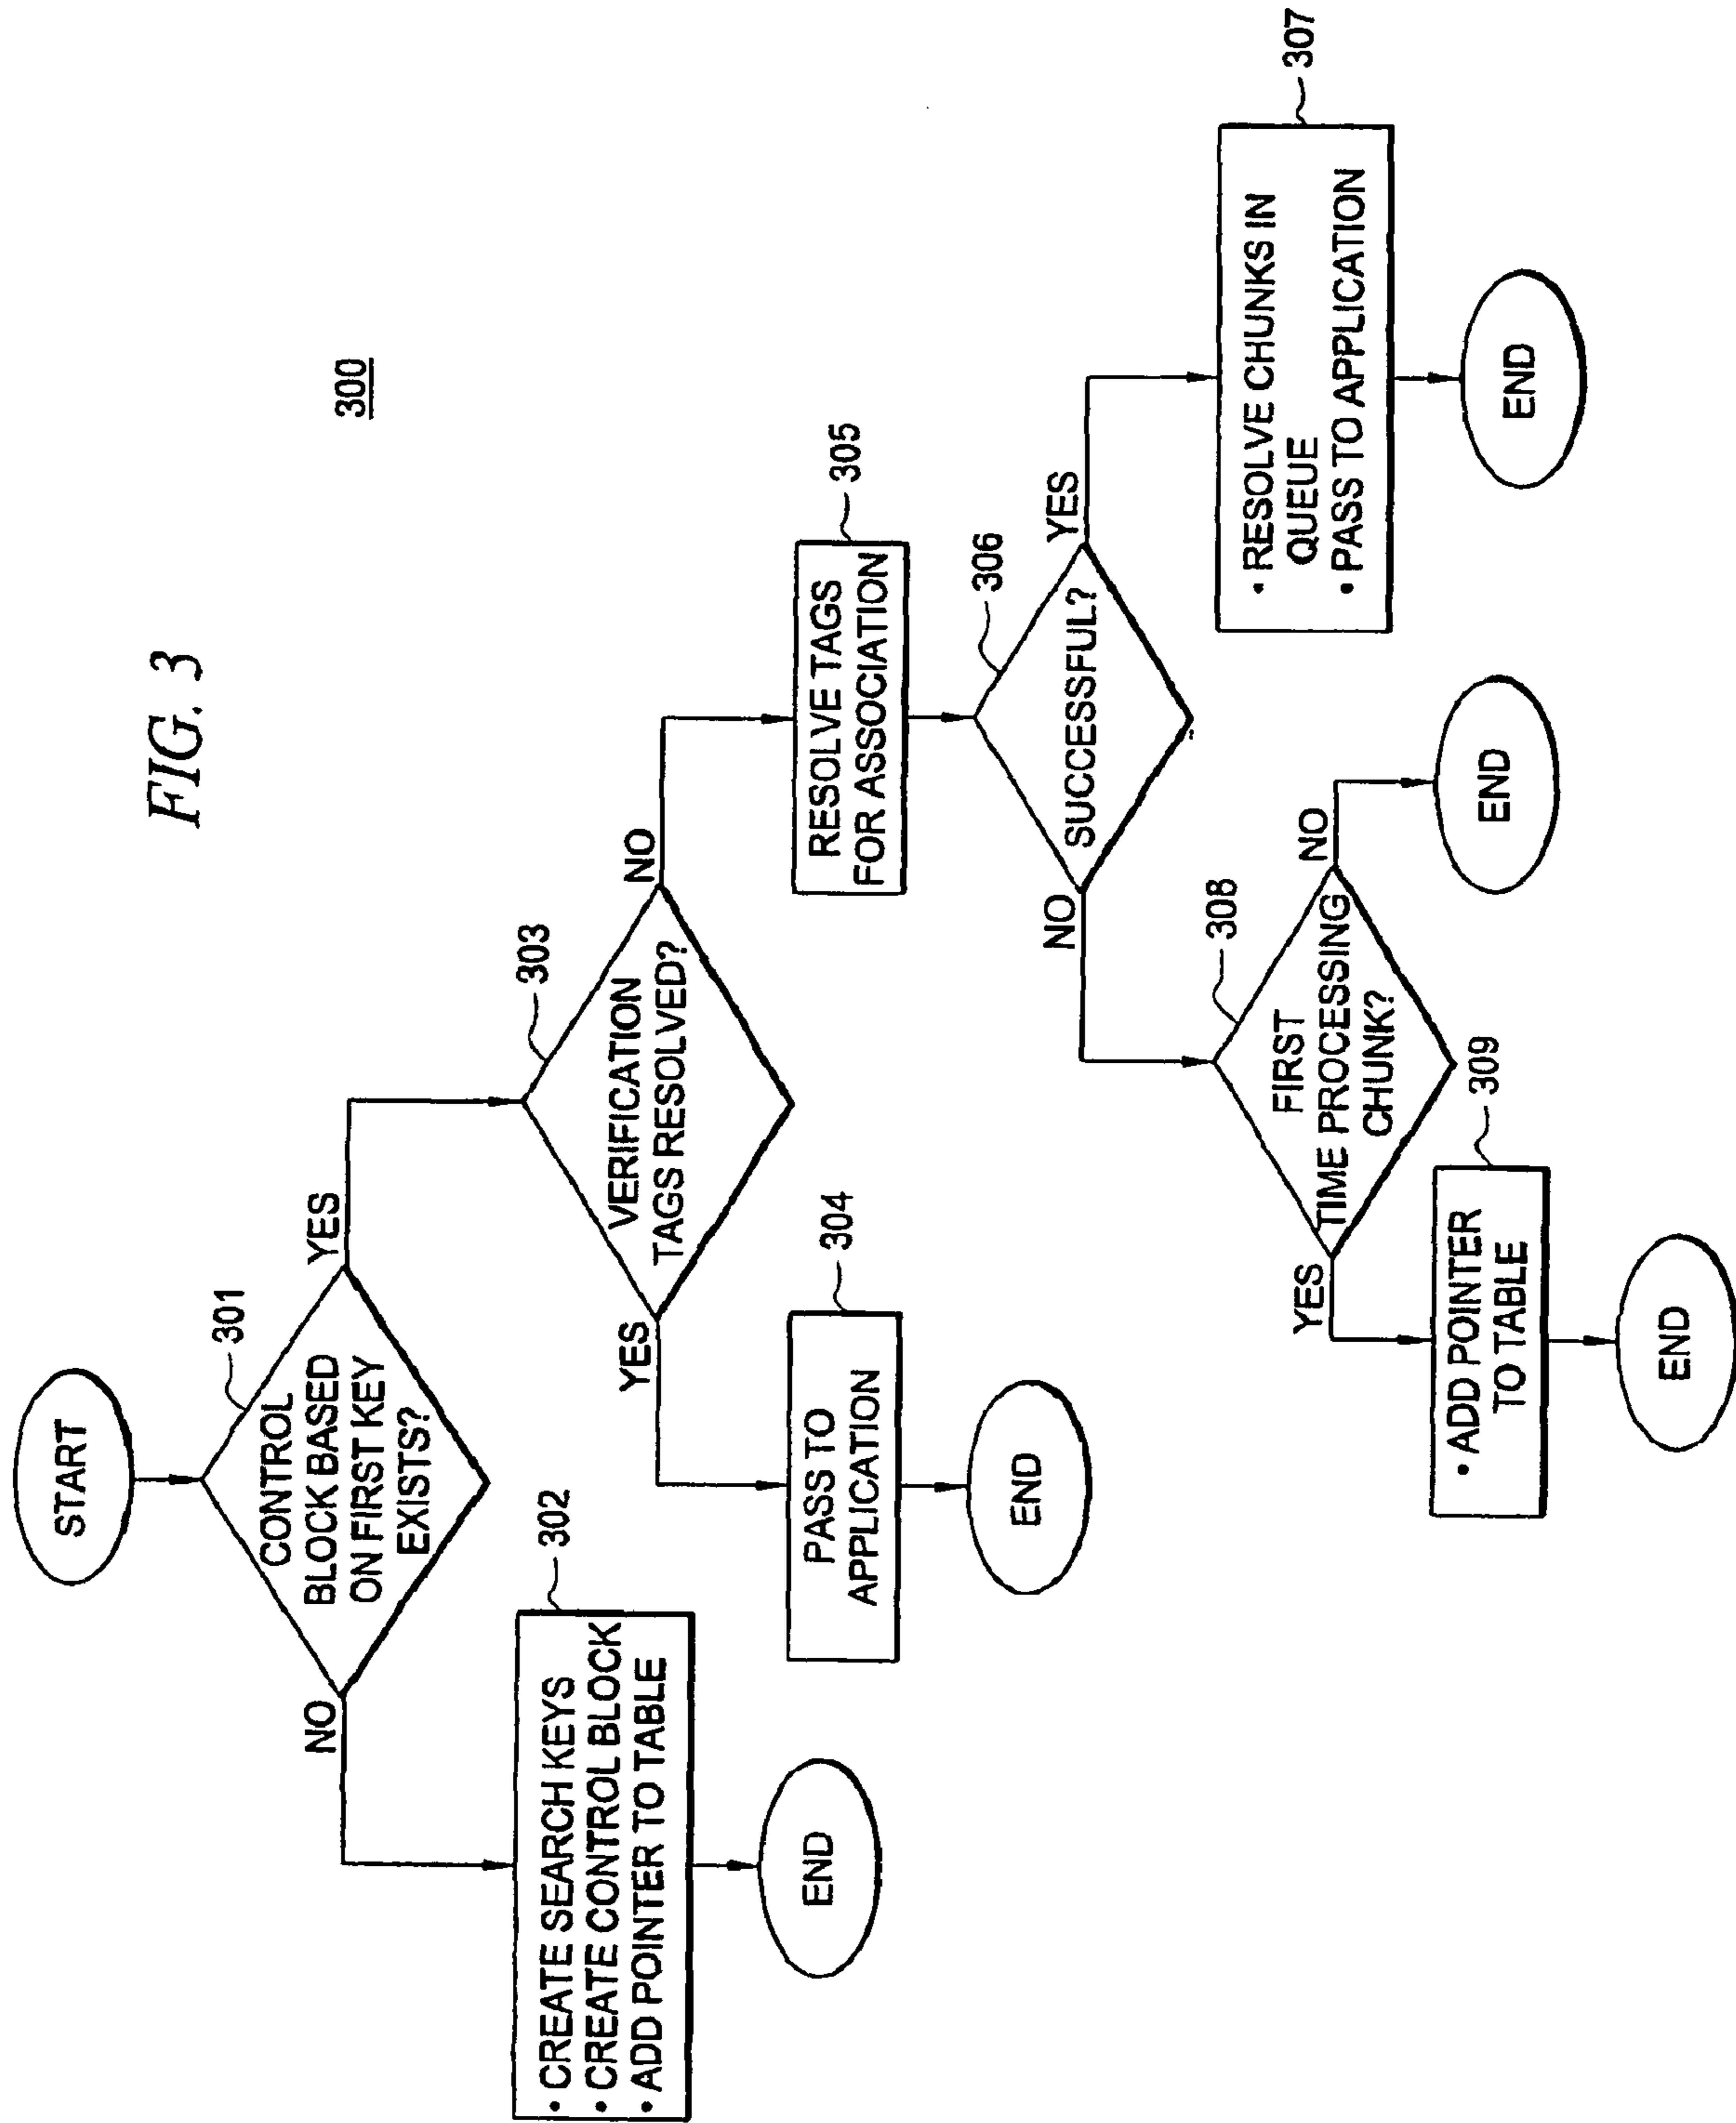 FIG. 3
300
START
CONTROL
BLOCK BASED
ON FIRST KEY
EXISTS?
301
NO
YES
• CREATE SEARCH KEYS
• CREATE CONTROL BLOCK
• ADD POINTER TO TABLE
302
END
VERIFICATION
TAGS RESOLVED?
303
YES
NO
PASS TO
APPLICATION
304
END
RESOLVE TAGS
FOR ASSOCIATION
305
SUCCESSFUL?
306
NO
YES
• RESOLVE CHUNKS IN
QUEUE
• PASS TO APPLICATION
307
END
FIRST
TIME PROCESSING
CHUNK?
308
YES
NO
• ADD POINTER
TO TABLE
309
END
END